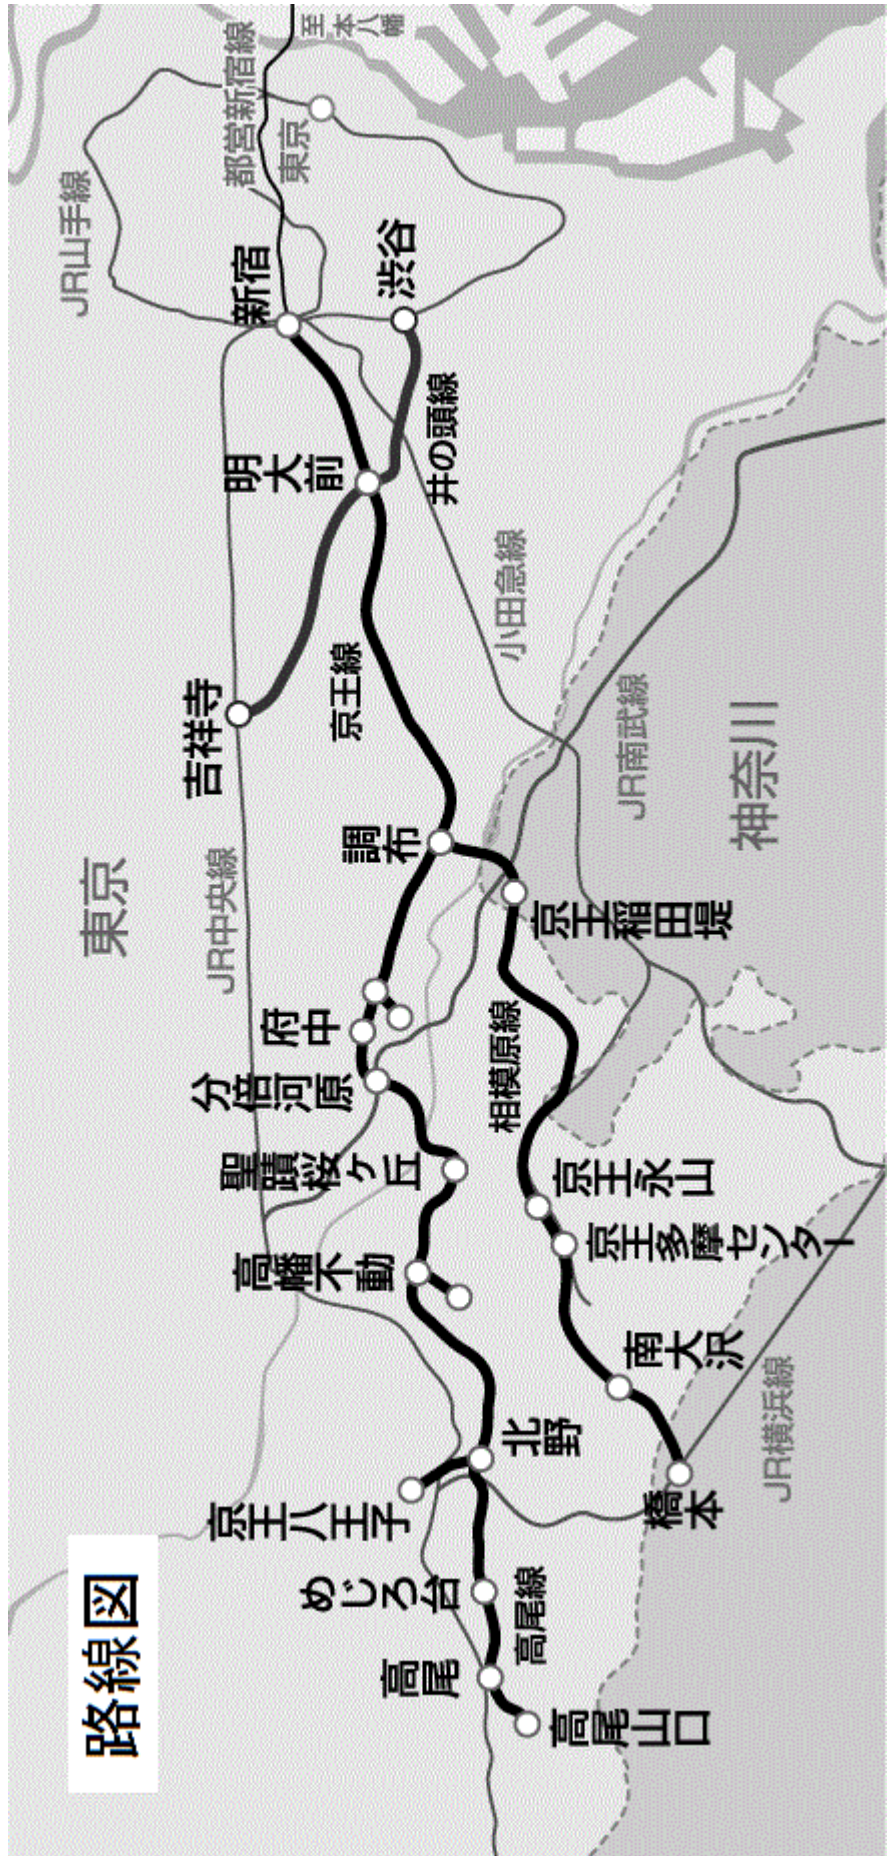 路線図
東京
神奈川
JR山手線
都営新宿線
至本八幡
東京
新宿
渋谷
明大前
井の頭線
吉祥寺
京王線
小田急線
JR中央線
調布
JR南武線
京王稲田堤
府中
分倍河原
相模原線
聖蹟桜ケ丘
京王永山
京王多摩センター
高幡不動
南大沢
北野
橋本
JR横浜線
京王八王子
めじろ台
高尾線
高尾
高尾山口